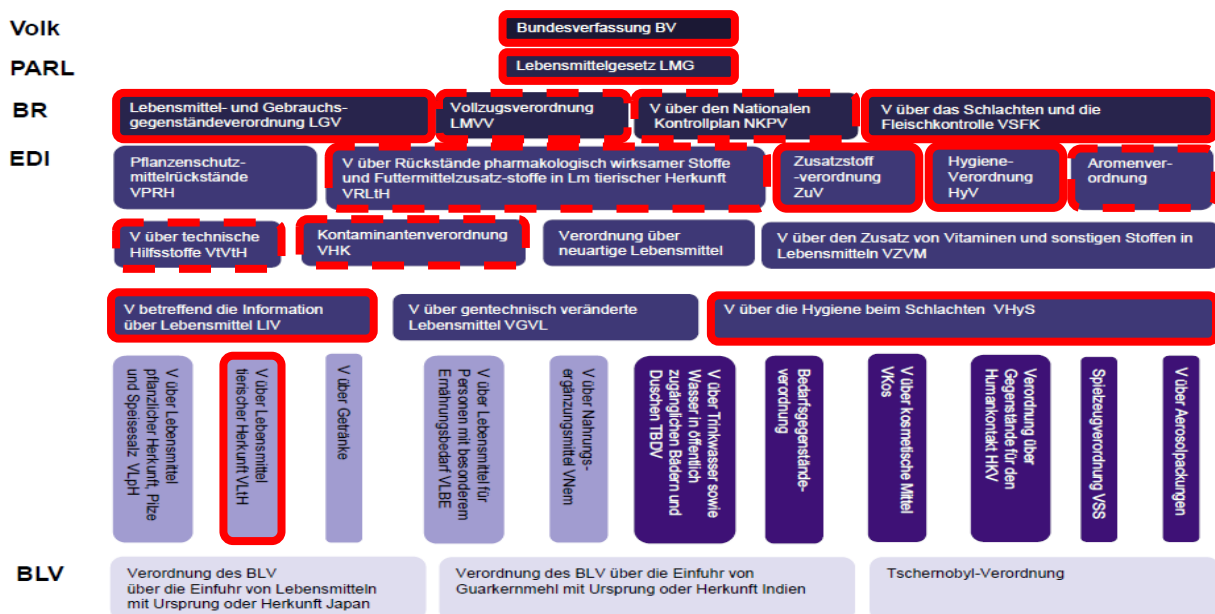 Volk
Bundesverfassung BV
PARL
Lebensmittelgesetz LMG
BR
Lebensmittel- und Gebrauchs-
gegenständeverordnung LGV
Vollzugsverordnung
LMVV
V über den Nationalen
Kontrollplan NKPV
V über das Schlachten und die
Fleischkontrolle VSFK
EDI
Pflanzenschutz-
mittelrückstände
VPRH
V über Rückstände pharmakologisch wirksamer Stoffe
und Futtermittelzusatz-stoffe in Lm tierischer Herkunft
VRLtH
Zusatzstoff
-verordnung
ZuV
Hygiene-
Verordnung
HyV
Aromenver-
ordnung
V über technische
Hilfsstoffe VtVtH
Kontaminantenverordnung
VHK
Verordnung über
neuartige Lebensmittel
V über den Zusatz von Vitaminen und sonstigen Stoffen in
Lebensmitteln VZVM
V betreffend die Information
über Lebensmittel LIV
V über gentechnisch veränderte
Lebensmittel VGVL
V über die Hygiene beim Schlachten VHyS
V über Lebensmittel
pflanzlicher Herkunft, Pilze
und Speisesalz VLpH
V über Lebensmittel
tierischer Herkunft VLtH
V über Getränke
V über Lebensmittel für
Personen mit besonderem
Ernährungsbedarf VLBE
V über Nahrungs-
ergänzungsmittel VNem
V über Trinkwasser sowie
Wasser in öffentlich
zugänglichen Bädern und
Duschen TBDV
Bedarfsgegenstände-
verordnung
V über kosmetische Mittel
VKos
Verordnung über
Gegenstände für den
Humankontakt HKV
Spielzeugverordnung VSS
V über Aerosolpackungen
BLV
Verordnung des BLV
über die Einfuhr von Lebensmitteln
mit Ursprung oder Herkunft Japan
Verordnung des BLV über die Einfuhr von
Guarkernmehl mit Ursprung oder Herkunft Indien
Tschernobyl-Verordnung